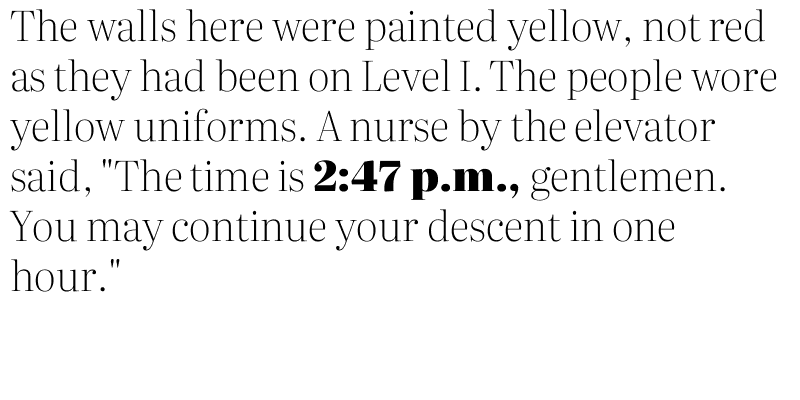 The walls here were painted yellow, not red
as they had been on Level I. The people wore
yellow uniforms. A nurse by the elevator
said, "The time is 2:47 p.m., gentlemen.
You may continue your descent in one
hour."